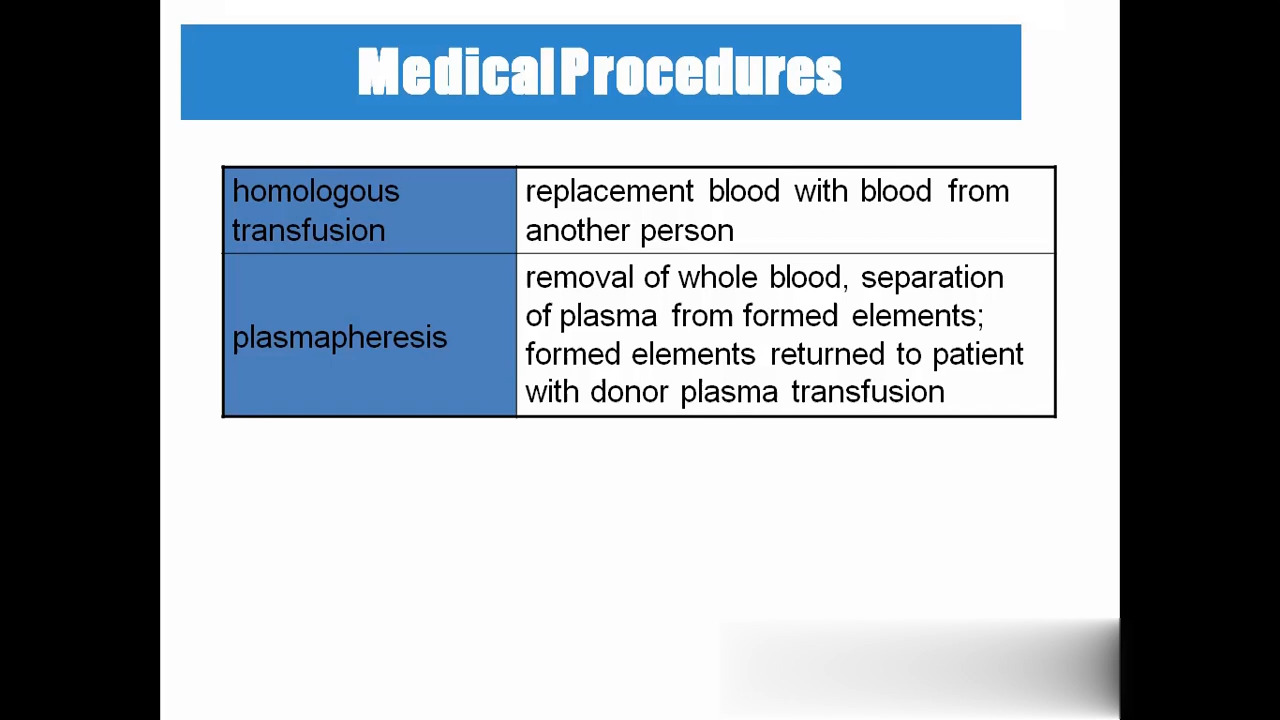 Medical Procedures
homologous
transfusion
replacement blood with blood from
another person
plasmapheresis
removal of whole blood, separation
of plasma from formed elements;
formed elements returned to patient
with donor plasma transfusion